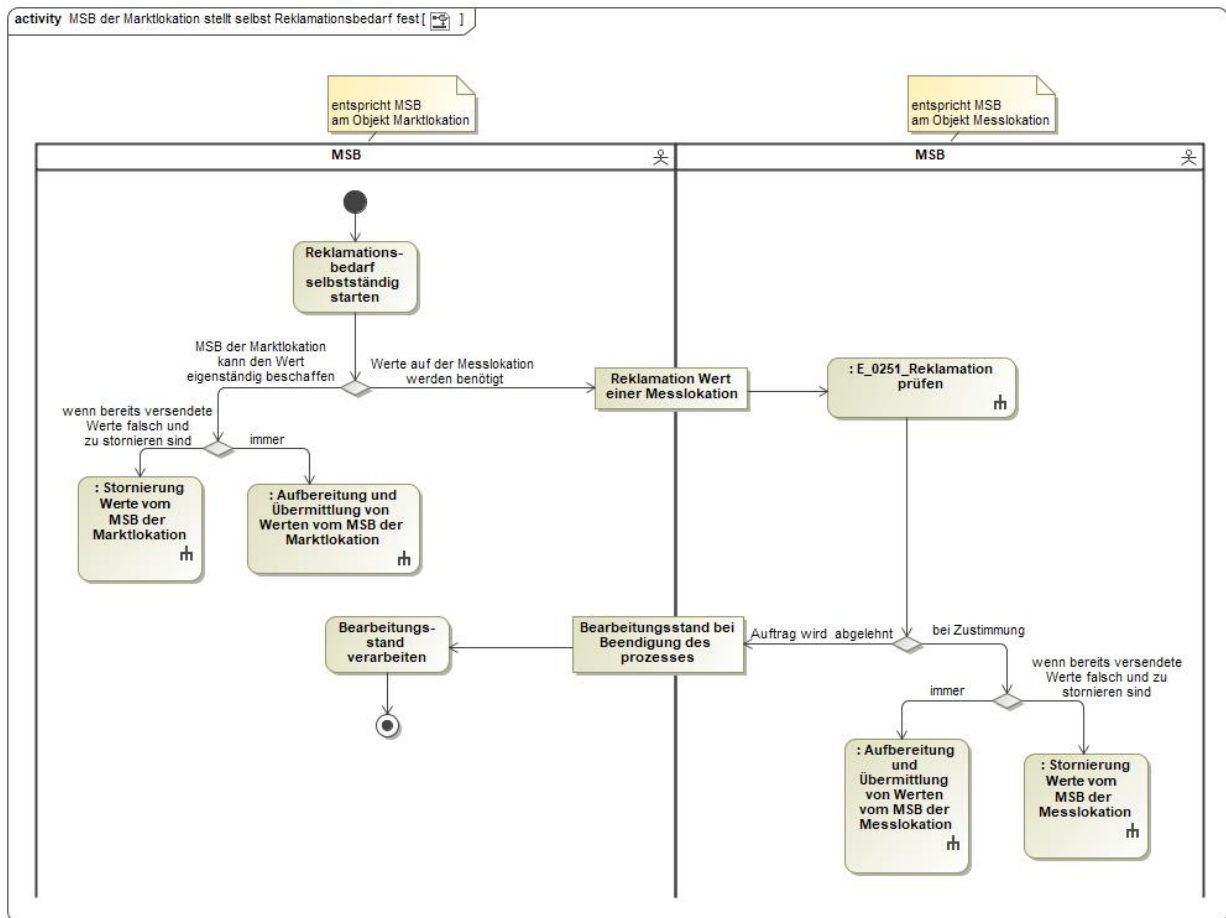 activity MSB der Marktlokation stellt selbst Reklamationsbedarf fest [ ]
entspricht MSB
am Objekt Marktlokation
entspricht MSB
am Objekt Messlokation
MSB
MSB
Reklamations-
bedarf
selbstständig
starten
MSB der Marktlokation
kann den Wert
eigenständig beschaffen
Werte auf der Messlokation
werden benötigt
Reklamation Wert
einer Messlokation
: E_0251_Reklamation
prüfen
wenn bereits versendete
Werte falsch und
zu stornieren sind
immer
: Stornierung
Werte vom
MSB der
Marktlokation
: Aufbereitung und
Übermittlung von
Werten vom MSB der
Marktlokation
Bearbeitungs-
stand
verarbeiten
Bearbeitungsstand bei
Beendigung des
prozesses
Auftrag wird abgelehnt
bei Zustimmung
wenn bereits versendete
Werte falsch und zu
stornieren sind
immer
: Aufbereitung
und
Übermittlung
von Werten
vom MSB der
Messlokation
: Stornierung
Werte vom
MSB der
Messlokation